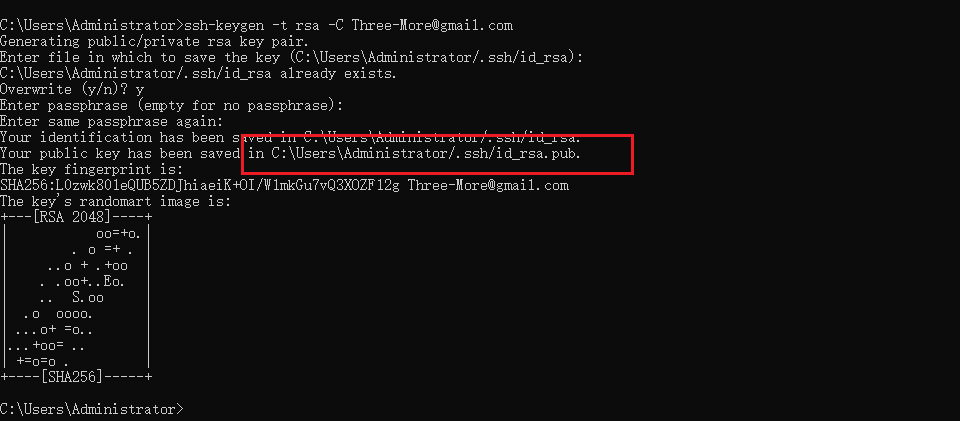 C:\Users\Administrator>ssh-keygen -t rsa -C Three-More@gmail.com
Generating public/private rsa key pair.
Enter file in which to save the key (C:\Users\Administrator/.ssh/id_rsa):
C:\Users\Administrator/.ssh/id_rsa already exists.
Overwrite (y/n)? y
Enter passphrase (empty for no passphrase):
Enter same passphrase again:
Your identification has been saved in C:\Users\Administrator/.ssh/id_rsa.
Your public key has been saved in C:\Users\Administrator/.ssh/id_rsa.pub.
The key fingerprint is:
SHA256:LOzwk80leQUB5ZDJhiaeiK+OI/W1mkGu7vQ3XOZF12g Three-More@gmail.com
The key's randomart image is:
+---[RSA 2048]----+
|          oo=+o. |
|       . o =+ .  |
|     ..o + .+oo  |
|    . .oo+..Eo.  |
|    ..  S.oo     |
|  .o  oooo.      |
| ...o+ =o..      |
|...+oo= ..       |
| +=o=o .         |
+----[SHA256]-----+
C:\Users\Administrator>